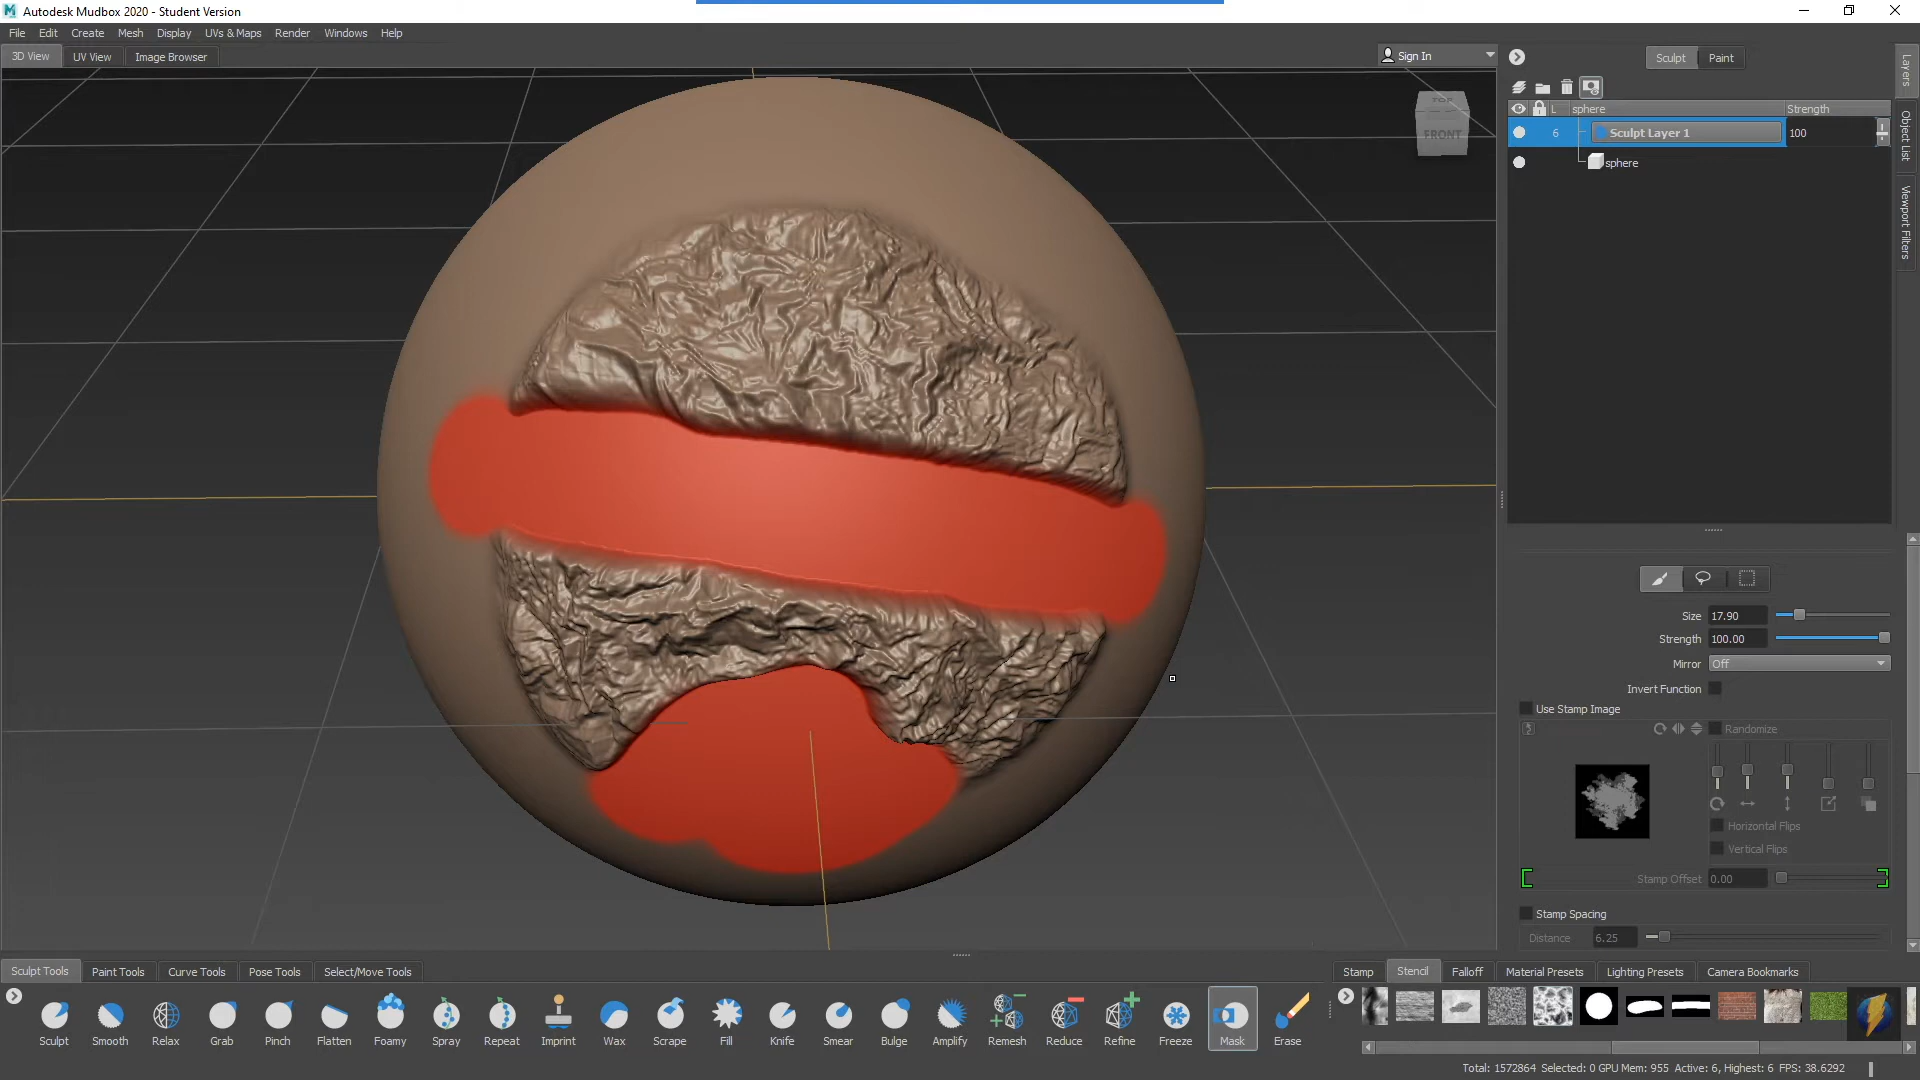 Autodesk Mudbox 2020 - Student Version
File Edit Create Mesh Display UVs & Maps Render Windows Help
3D View UV View Image Browser
Sign In
Sculpt Paint
L sphere Strength
6 Sculpt Layer 1 100
sphere
Layers
Object List
Viewport Filters
TOP
FRONT
Size 17.90
Strength 100.00
Mirror Off
Invert Function
Use Stamp Image
Randomize
Horizontal Flips
Vertical Flips
Stamp Offset 0.00
Stamp Spacing
Distance 6.25
Sculpt Tools Paint Tools Curve Tools Pose Tools Select/Move Tools
Stamp Stencil Falloff Material Presets Lighting Presets Camera Bookmarks
Sculpt Smooth Relax Grab Pinch Flatten Foamy Spray Repeat Imprint Wax Scrape Fill Knife Smear Bulge Amplify Remesh Reduce Refine Freeze Mask Erase
Total: 1572864 Selected: 0 GPU Mem: 955 Active: 6, Highest: 6 FPS: 38.6292